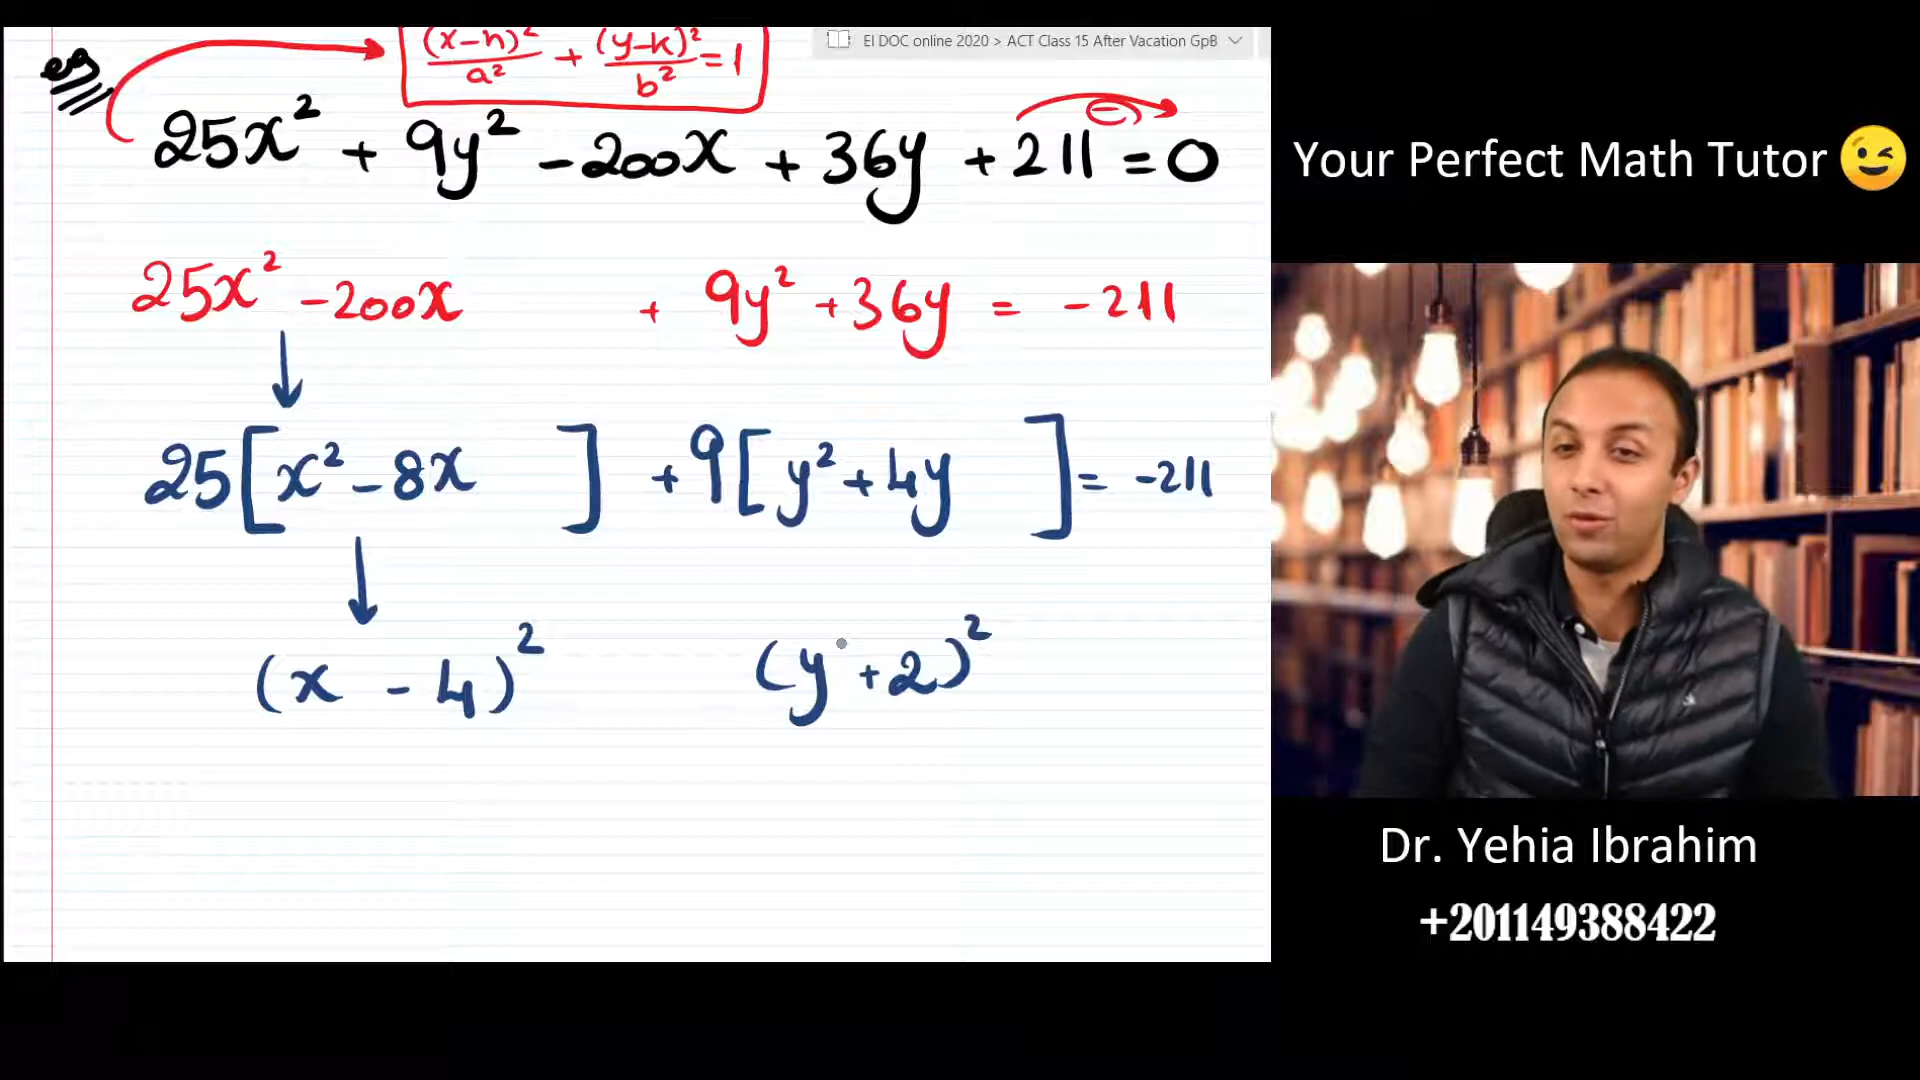 eg
(x-h)²/a² + (y-k)²/b² = 1
El DOC online 2020 > ACT Class 15 After Vacation GpB
(-)
25x² + 9y² - 200x + 36y + 211 = 0
25x² - 200x + 9y² + 36y = -211
25[x² - 8x ] + 9[y² + 4y ] = -211
(x - 4)² (y + 2)²
Your Perfect Math Tutor 😉
Dr. Yehia Ibrahim
+201149388422